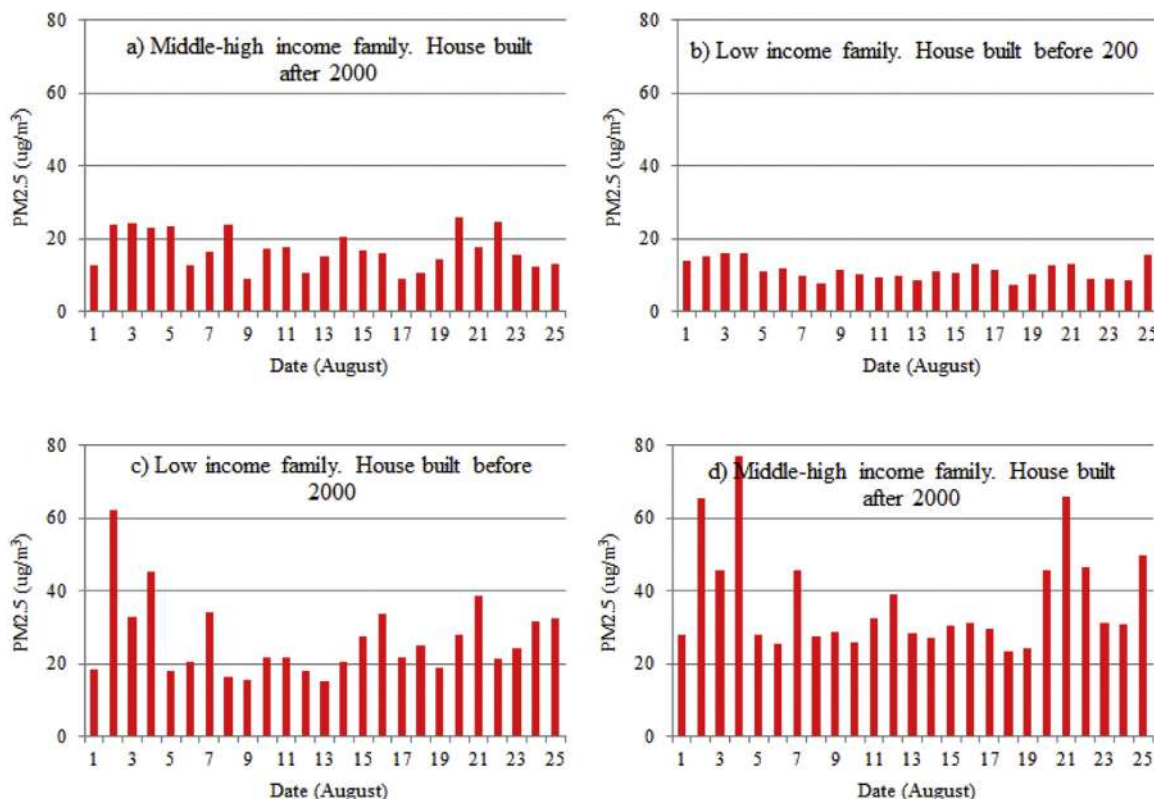 80
60
40
20
0
PM2.5 (ug/m³)
a) Middle-high income family. House built
after 2000
1 3 5 7 9 11 13 15 17 19 21 23 25
Date (August)
80
60
40
20
0
PM2.5 (ug/m³)
b) Low income family. House built before 200
1 3 5 7 9 11 13 15 17 19 21 23 25
Date (August)
80
60
40
20
0
PM2.5 (ug/m³)
c) Low income family. House built before
2000
1 3 5 7 9 11 13 15 17 19 21 23 25
Date (August)
80
60
40
20
0
PM2.5 (ug/m³)
d) Middle-high income family. House built
after 2000
1 3 5 7 9 11 13 15 17 19 21 23 25
Date (August)